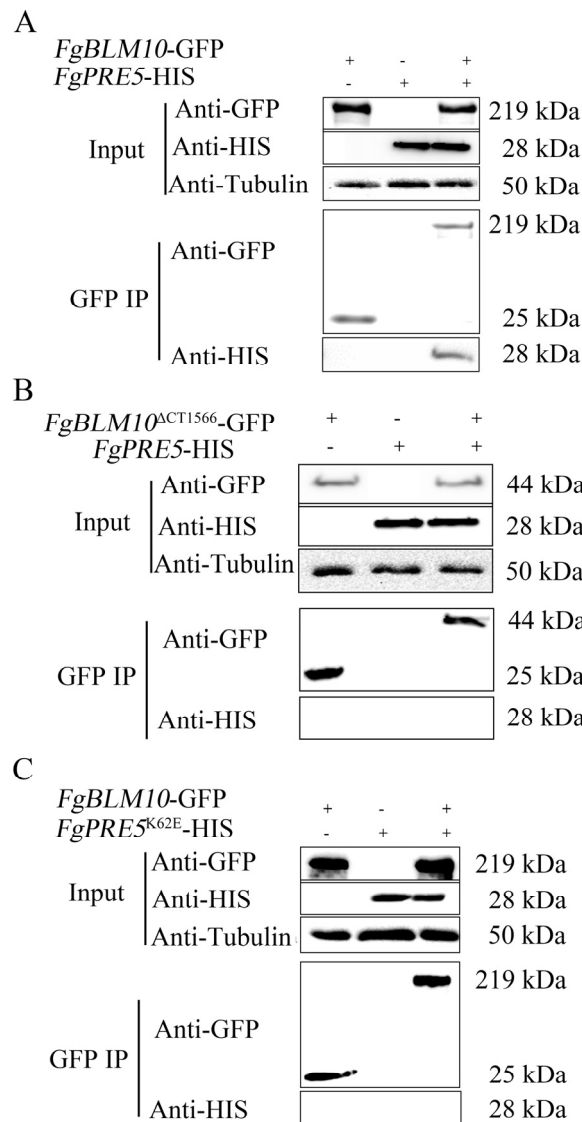 A
FgBLM10-GFP + - +
FgPRE5-HIS - + +
Input
Anti-GFP 219 kDa
Anti-HIS 28 kDa
Anti-Tubulin 50 kDa
GFP IP
Anti-GFP 219 kDa
25 kDa
Anti-HIS 28 kDa
B
FgBLM10ΔCT1566-GFP + - +
FgPRE5-HIS - + +
Input
Anti-GFP 44 kDa
Anti-HIS 28 kDa
Anti-Tubulin 50 kDa
GFP IP
Anti-GFP 44 kDa
25 kDa
Anti-HIS 28 kDa
C
FgBLM10-GFP + - +
FgPRE5K62E-HIS - + +
Input
Anti-GFP 219 kDa
Anti-HIS 28 kDa
Anti-Tubulin 50 kDa
GFP IP
Anti-GFP 219 kDa
25 kDa
Anti-HIS 28 kDa